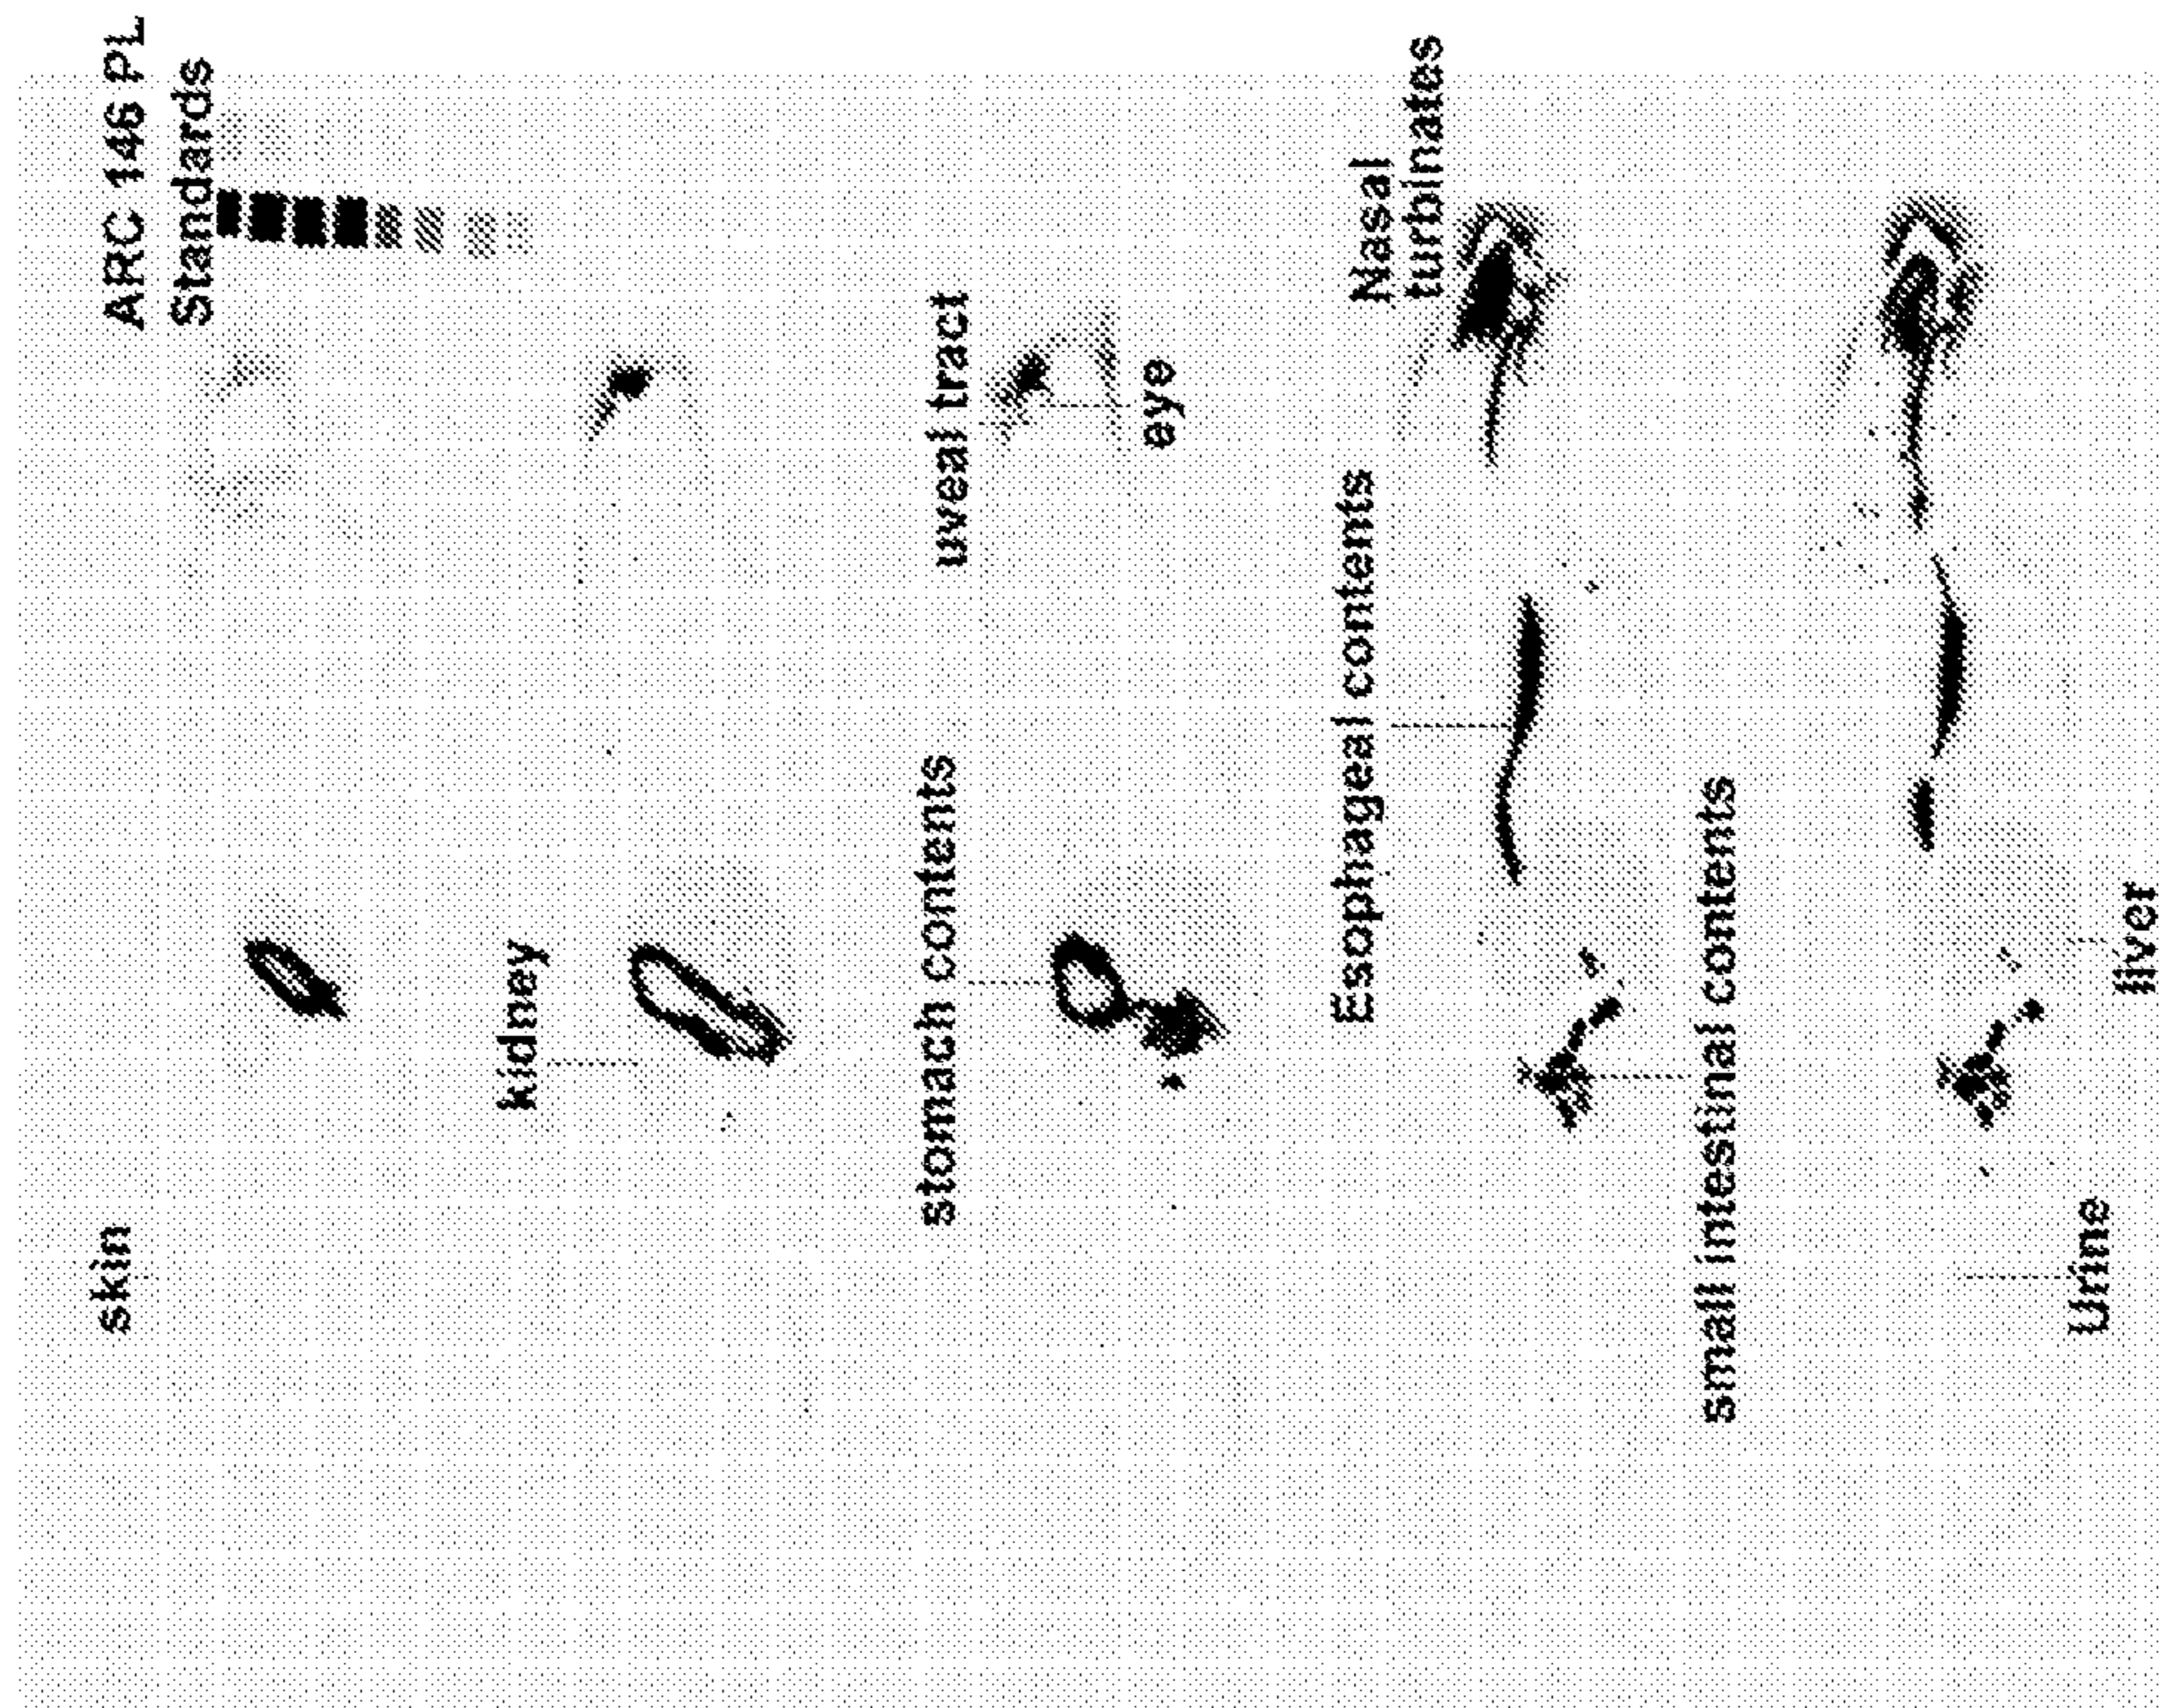 ARC 146 PL
Standards
skin
kidney
uveal tract
eye
stomach contents
Nasal
turbinates
Esophageal contents
small intestinal contents
liver
Urine